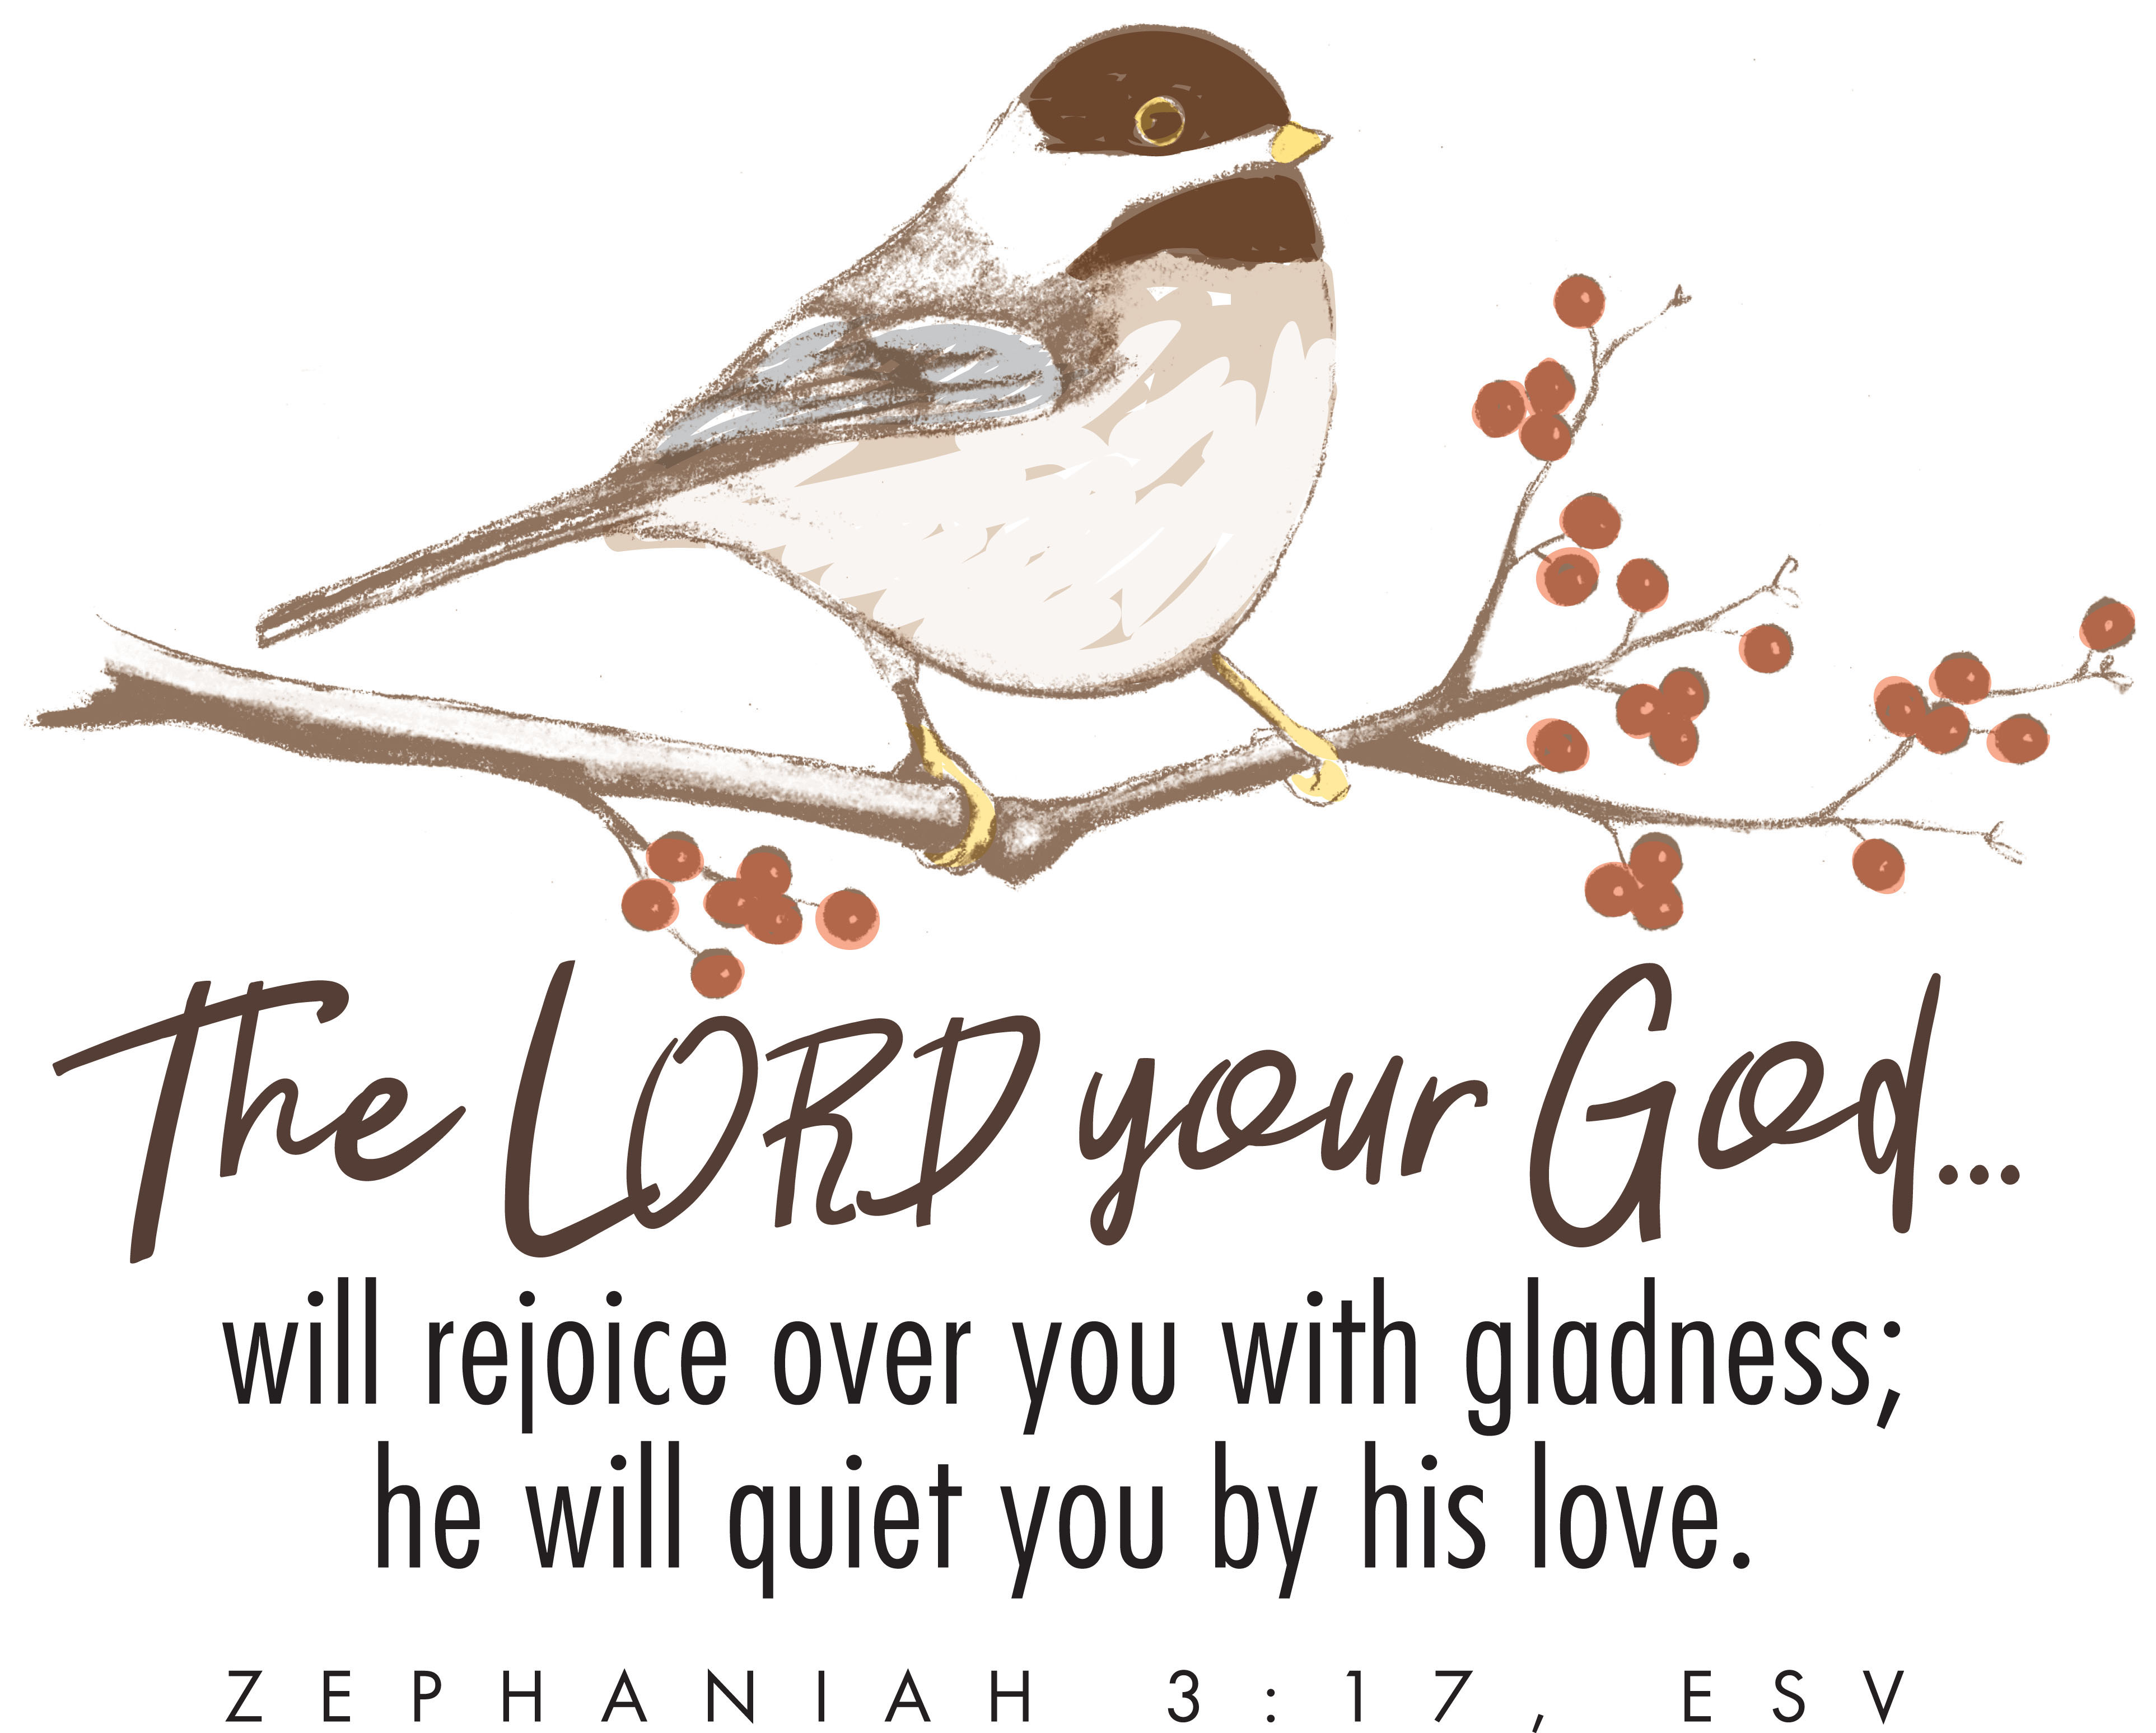 The LORD your God...
will rejoice over you with gladness;
he will quiet you by his love.
ZEPHANIAH 3:17, ESV